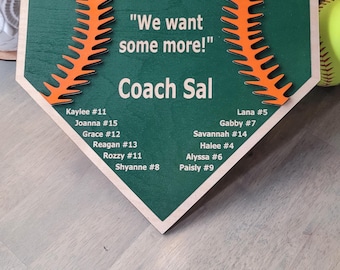 "We want
some more!"
Coach Sal
Kaylee #11
Joanna #15
Grace #12
Reagan #13
Rozzy #11
Shyanne #8
Lana #5
Gabby #7
Savannah #14
Halee #4
Alyssa #6
Paisly #9